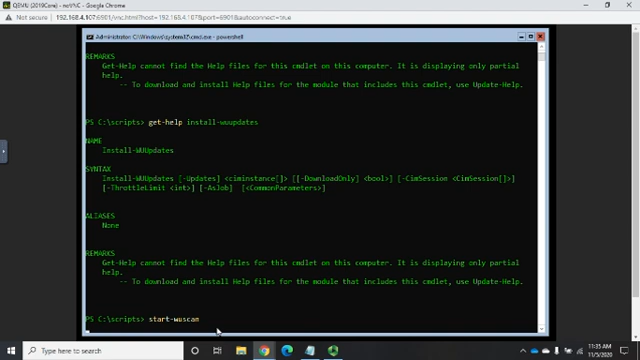 QEMU (2019Core) - noVNC - Google Chrome
Not secure | 192.168.4.107:6901/vnc.html?host=192.168.4.107&port=6901&autoconnect=true
Administrator: C:\Windows\system32\cmd.exe - powershell
REMARKS
Get-Help cannot find the Help files for this cmdlet on this computer. It is displaying only partial
help.
-- To download and install Help files for the module that includes this cmdlet, use Update-Help.
PS C:\scripts> get-help install-wuupdates
NAME
Install-WUUpdates
SYNTAX
Install-WUUpdates [-Updates] <ciminstance[]> [[-DownloadOnly] <bool>] [-CimSession <CimSession[]>]
[-ThrottleLimit <int>] [-AsJob] [<CommonParameters>]
ALIASES
None
REMARKS
Get-Help cannot find the Help files for this cmdlet on this computer. It is displaying only partial
help.
-- To download and install Help files for the module that includes this cmdlet, use Update-Help.
PS C:\scripts> start-wuscan
Type here to search
11:35 AM
11/5/2020